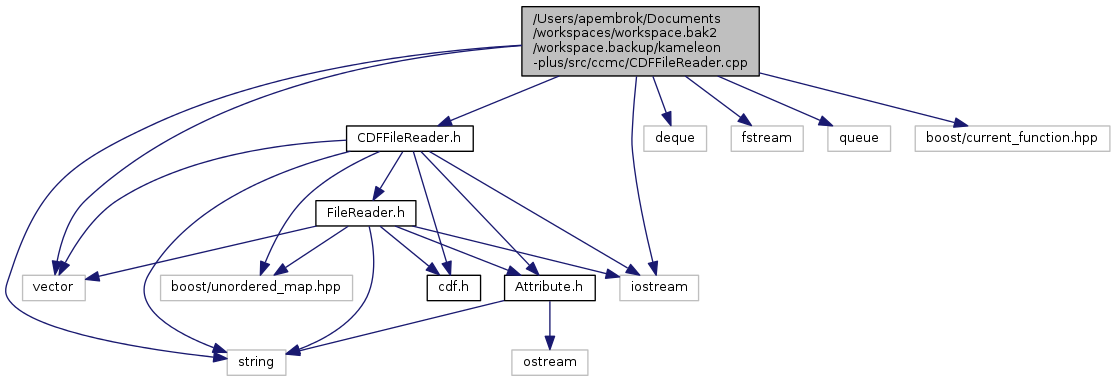 /Users/apembrok/Documents
/workspaces/workspace.bak2
/workspace.backup/kameleon
-plus/src/ccmc/CDFFileReader.cpp
CDFFileReader.h
deque
fstream
queue
boost/current_function.hpp
FileReader.h
vector
boost/unordered_map.hpp
cdf.h
Attribute.h
iostream
string
ostream